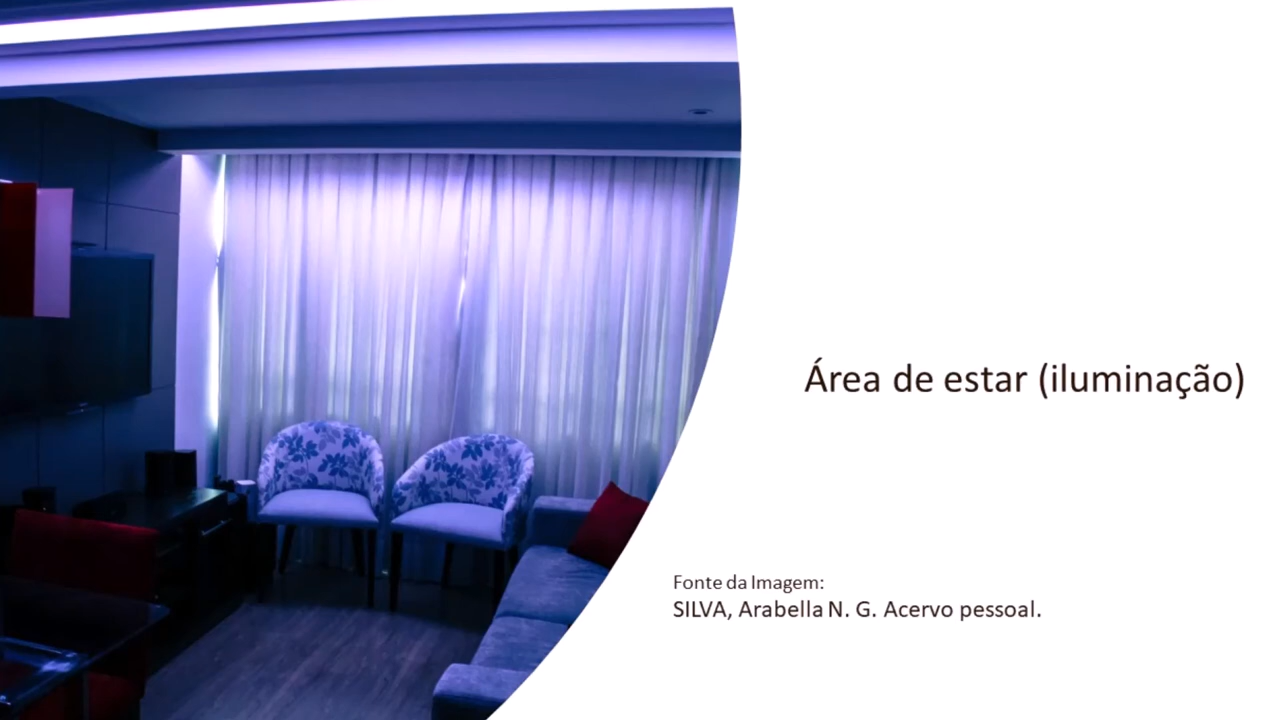 Área de estar (iluminação)
Fonte da Imagem:
SILVA, Arabella N. G. Acervo pessoal.